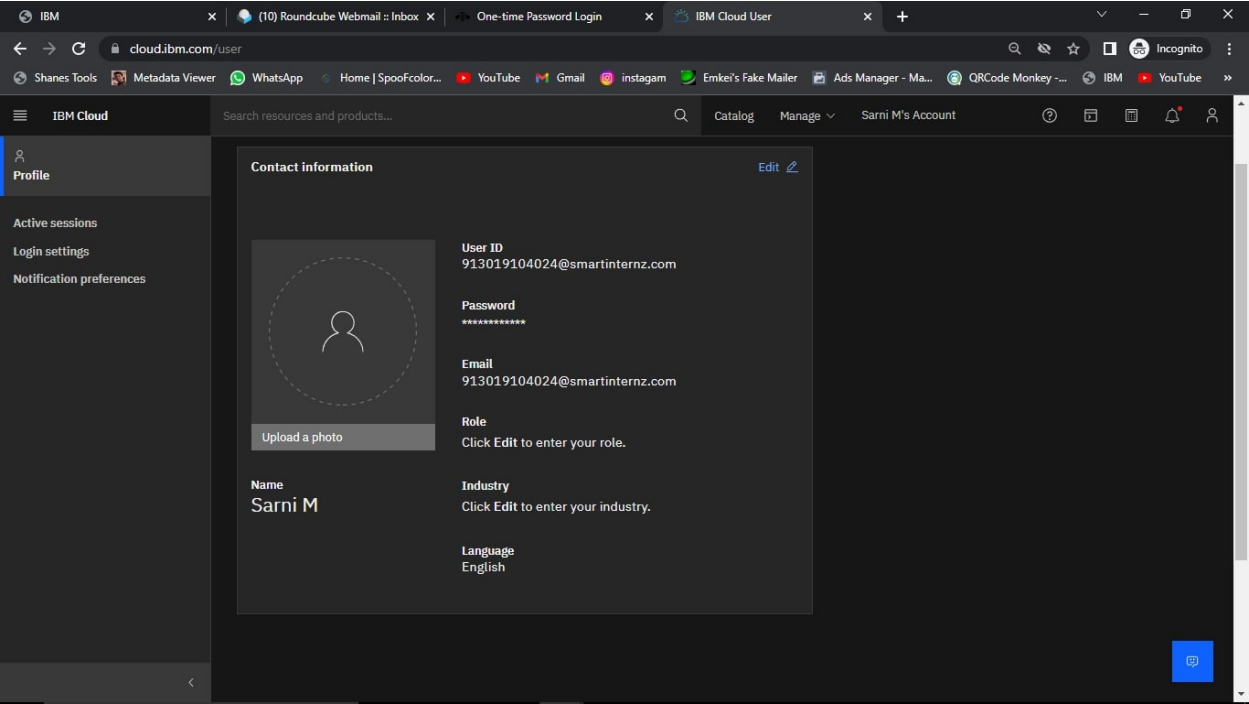 IBM
(10) Roundcube Webmail :: Inbox
One-time Password Login
IBM Cloud User
cloud.ibm.com/user
Incognito
Shanes Tools
Metadata Viewer
WhatsApp
Home | SpooFcolor...
YouTube
Gmail
instagam
Emkei's Fake Mailer
Ads Manager - Ma...
QRCode Monkey -...
IBM
YouTube
»
IBM Cloud
Search resources and products...
Catalog
Manage
Sarni M's Account
Profile
Active sessions
Login settings
Notification preferences
Contact information
Edit
Upload a photo
Name
Sarni M
User ID
913019104024@smartinternz.com
Password
************
Email
913019104024@smartinternz.com
Role
Click Edit to enter your role.
Industry
Click Edit to enter your industry.
Language
English